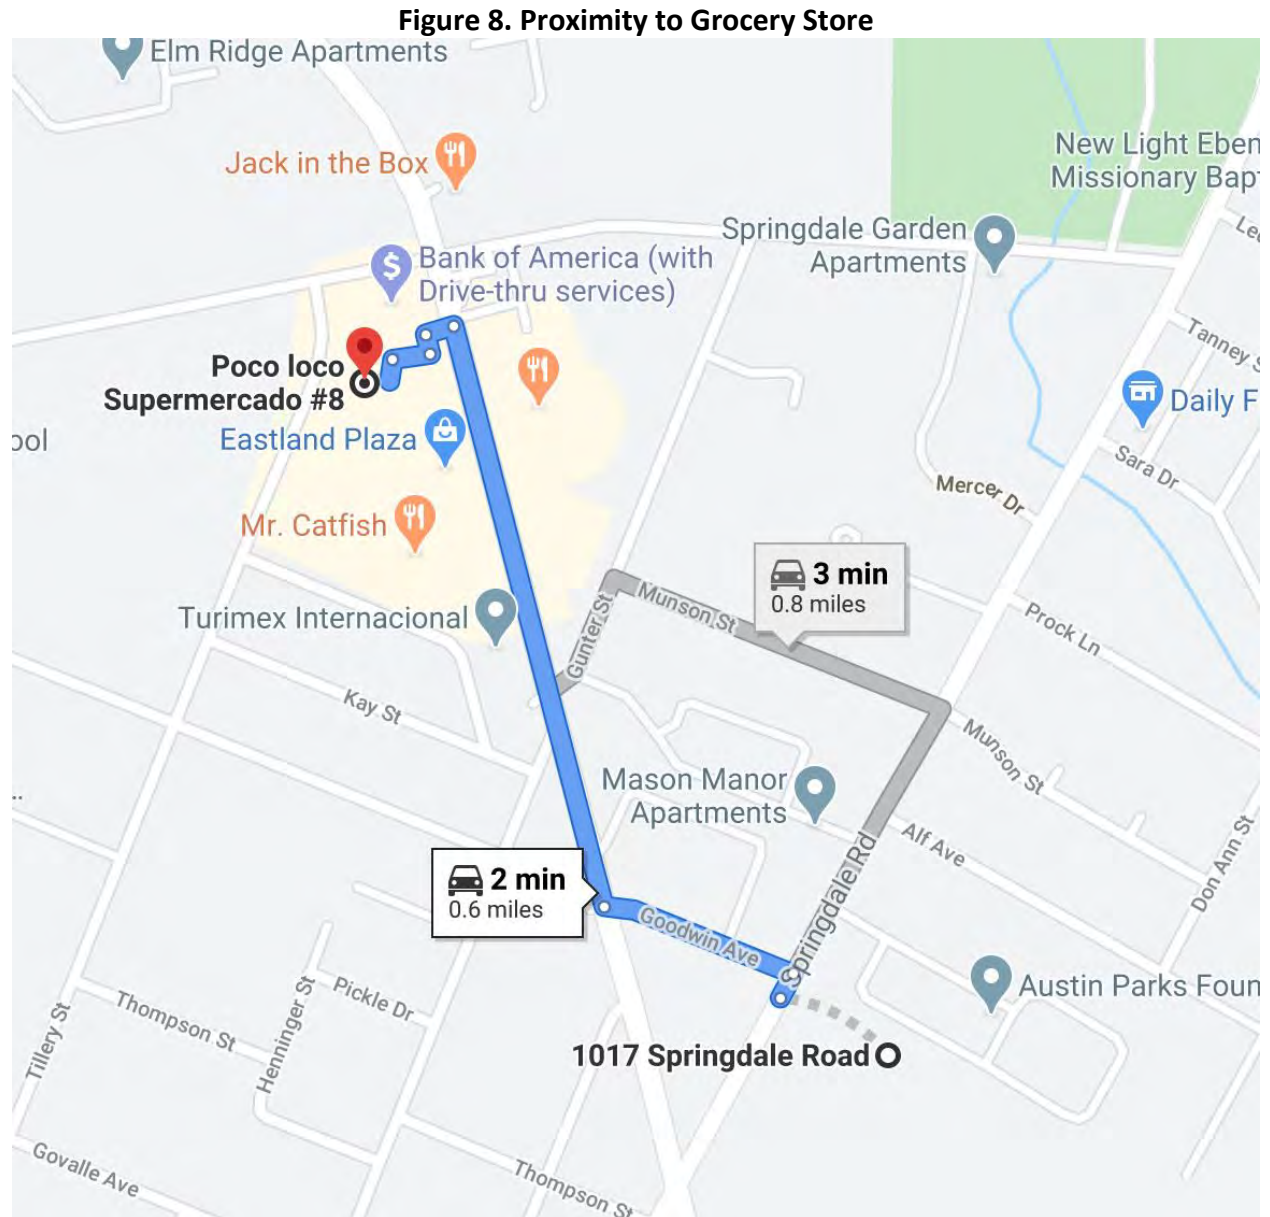 Figure 8. Proximity to Grocery Store
Elm Ridge Apartments
Jack in the Box
New Light Eben
Missionary Bap
Springdale Garden
Apartments
Bank of America (with
Drive-thru services)
$
Tanney S
Poco loco
Supermercado #8
Daily F
Eastland Plaza
ool
Sara Dr
Mercer Dr
Mr. Catfish
3 min
0.8 miles
Munson St
Gunter St
Turimex Internacional
Prock Ln
Kay St
Munson St
Mason Manor
Apartments
..
Alf Ave
Don Ann St
2 min
0.6 miles
Springdale Rd
Goodwin Ave
Austin Parks Foun
Pickle Dr
Henninger St
Thompson St
Tillery St
1017 Springdale Road
Govalle Ave
Thompson St